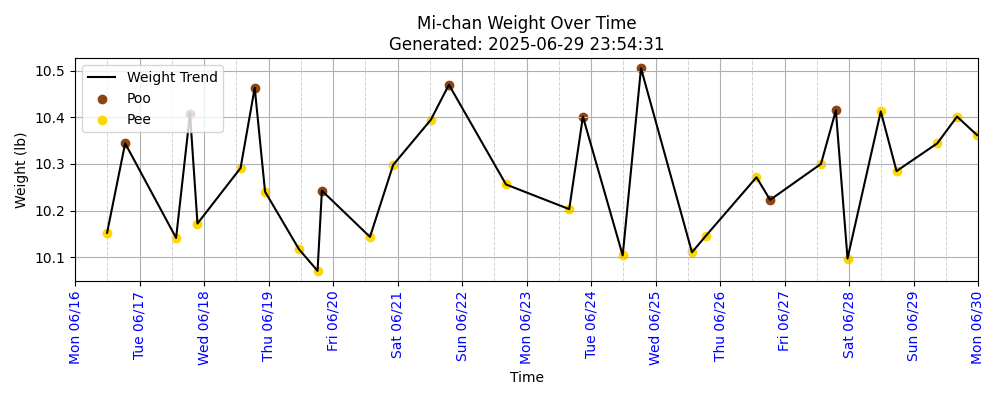 Mi-chan Weight Over Time
Generated: 2025-06-29 23:54:31
Weight Trend
Poo
Pee
Weight (lb)
10.5
10.4
10.3
10.2
10.1
Mon 06/16
Tue 06/17
Wed 06/18
Thu 06/19
Fri 06/20
Sat 06/21
Sun 06/22
Mon 06/23
Tue 06/24
Wed 06/25
Thu 06/26
Fri 06/27
Sat 06/28
Sun 06/29
Mon 06/30
Time